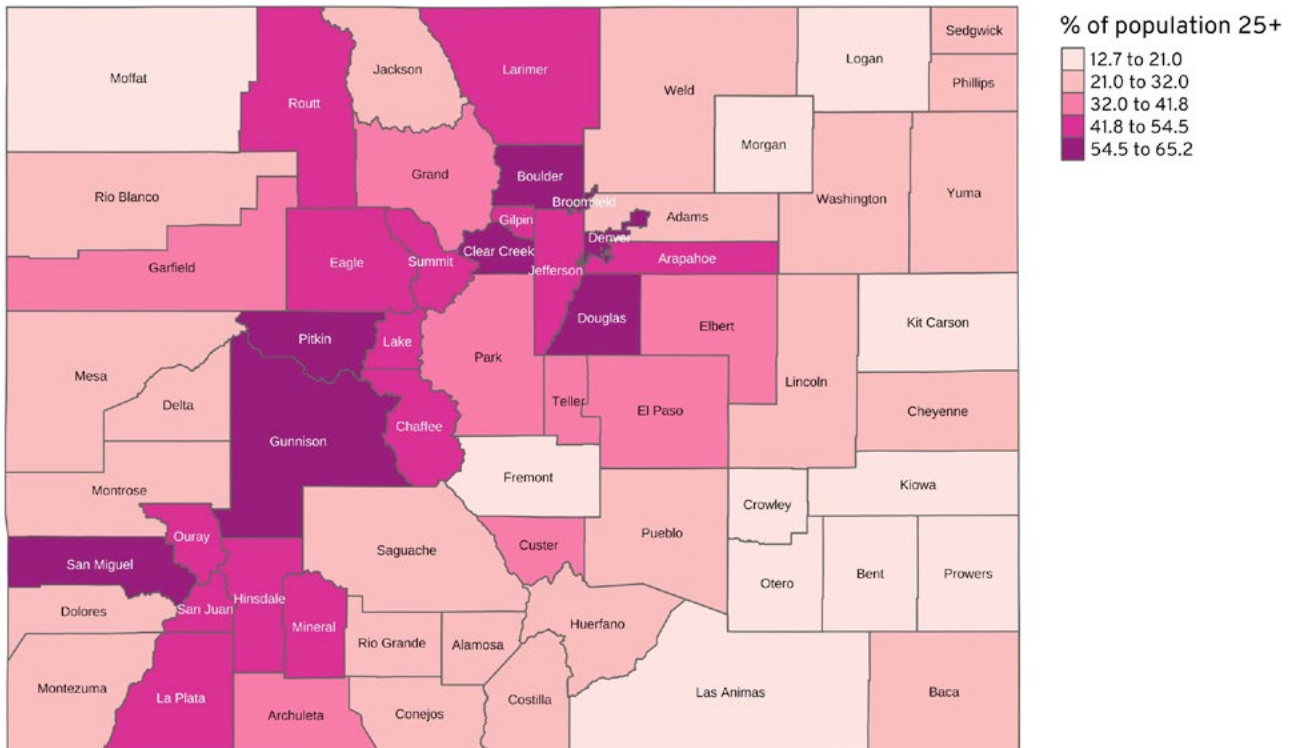 % of population 25+
12.7 to 21.0
21.0 to 32.0
32.0 to 41.8
41.8 to 54.5
54.5 to 65.2
Moffat
Routt
Jackson
Larimer
Weld
Logan
Sedgwick
Phillips
Morgan
Rio Blanco
Grand
Boulder
Broomfield
Gilpin
Adams
Washington
Yuma
Garfield
Eagle
Summit
Clear Creek
Denver
Jefferson
Arapahoe
Mesa
Delta
Pitkin
Lake
Park
Douglas
Elbert
Lincoln
Kit Carson
Cheyenne
Gunnison
Chaffee
Teller
El Paso
Montrose
Fremont
Crowley
Kiowa
Ouray
San Miguel
Saguache
Custer
Pueblo
Otero
Bent
Prowers
Dolores
San Juan
Hinsdale
Mineral
Rio Grande
Alamosa
Huerfano
Montezuma
La Plata
Archuleta
Conejos
Costilla
Las Animas
Baca